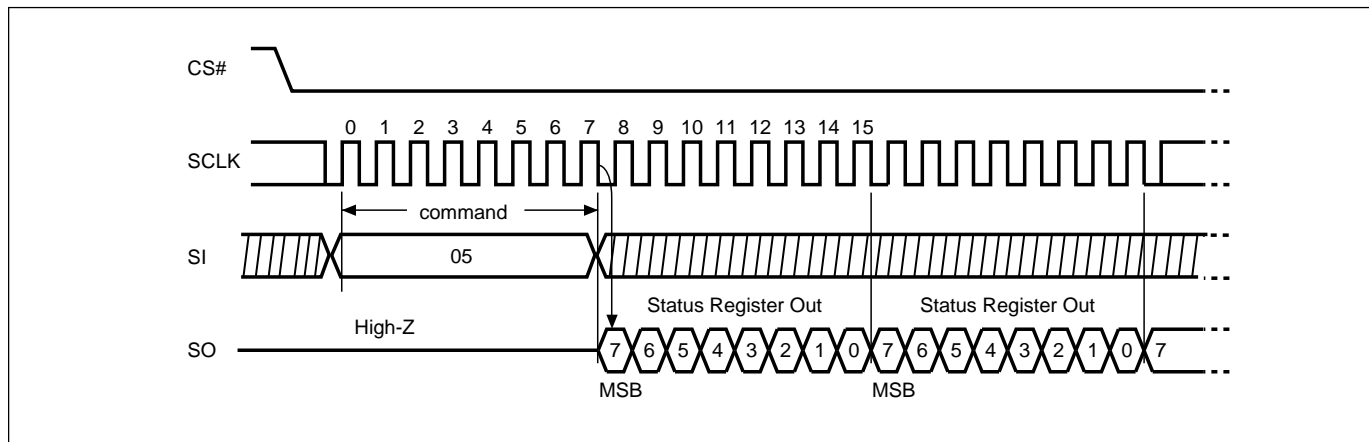 CS#
0 1 2 3 4 5 6 7 8 9 10 11 12 13 14 15
SCLK
command
SI
05
Status Register Out Status Register Out
High-Z
SO
7 6 5 4 3 2 1 0 7 6 5 4 3 2 1 0 7
MSB MSB